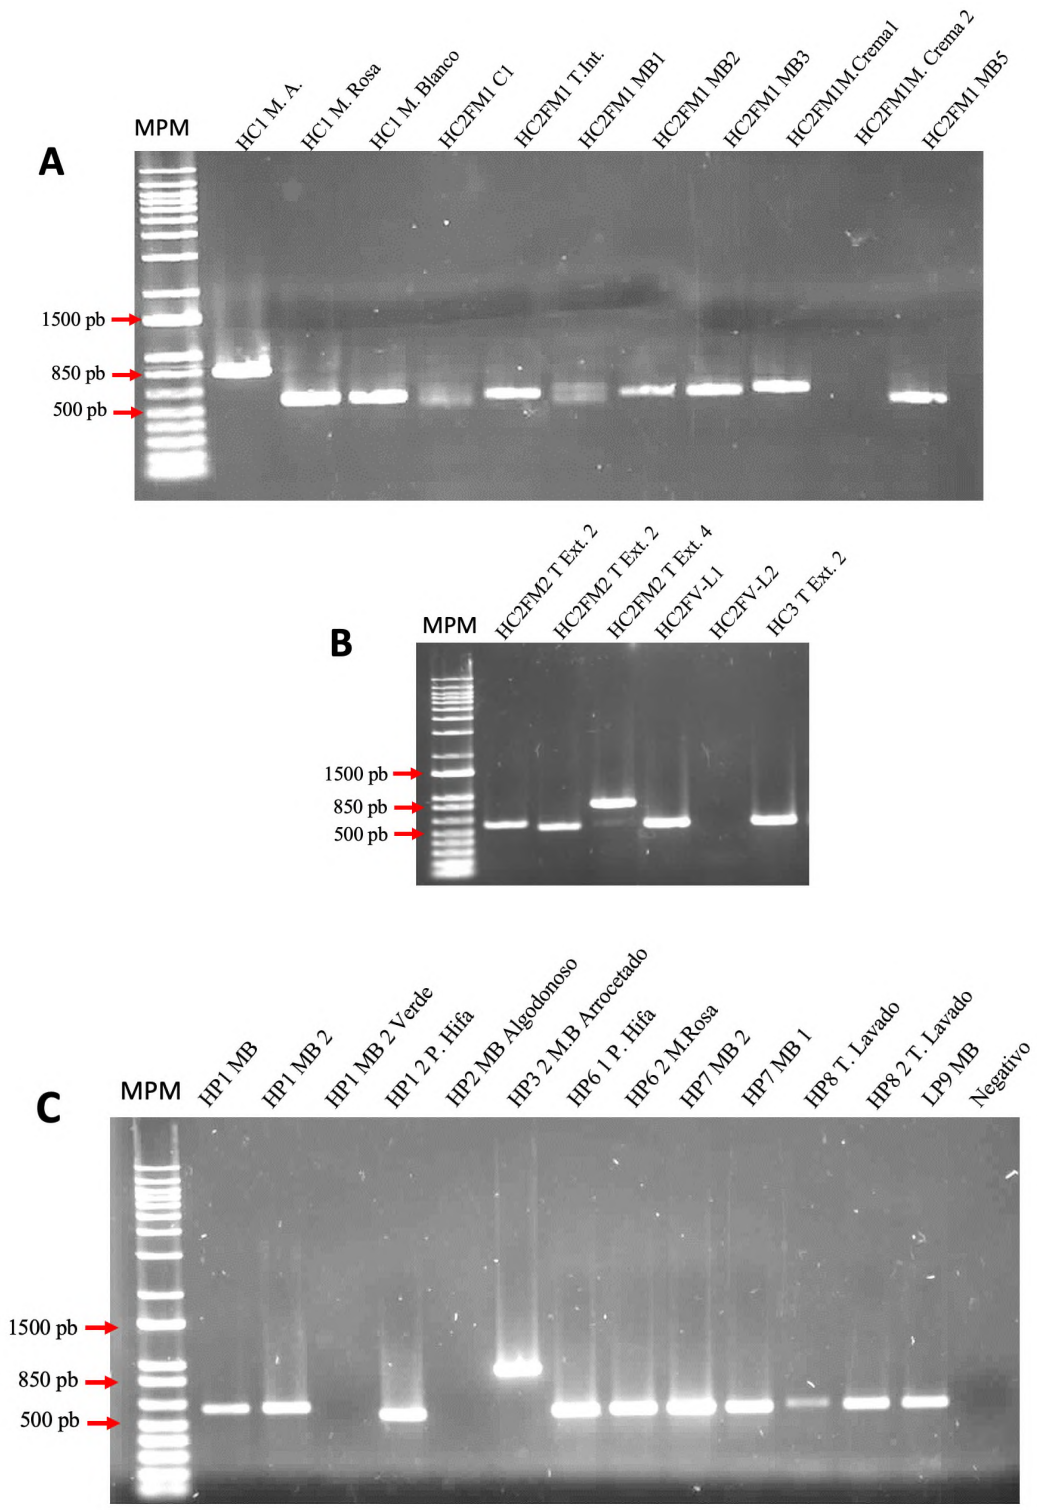 A
MPM
HC1 M. A.
HC1 M. Rosa
HC1 M. Blanco
HC2FM1 C1
HC2FM1 T.Int.
HC2FM1 MB1
HC2FM1 MB2
HC2FM1 MB3
HC2FM1M.Crema1
HC2FM1M. Crema 2
HC2FM1 MB5
1500 pb
850 pb
500 pb
B
MPM
HC2FM2 T Ext. 2
HC2FM2 T Ext. 2
HC2FM2 T Ext. 4
HC2FV-L1
HC2FV-L2
HC3 T Ext. 2
1500 pb
850 pb
500 pb
C
MPM
HP1 MB
HP1 MB 2
HP1 MB 2 Verde
HP1 2 P. Hifa
HP2 MB Algodonoso
HP3 2 M.B Arrocetado
HP6 1 P. Hifa
HP6 2 M.Rosa
HP7 MB 2
HP7 MB 1
HP8 T. Lavado
HP8 2 T. Lavado
LP9 MB
Negativo
1500 pb
850 pb
500 pb